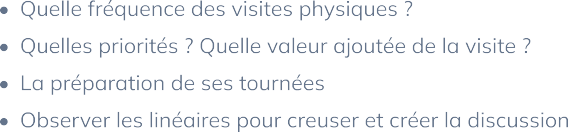 • Quelle fréquence des visites physiques ?
• Quelles priorités ? Quelle valeur ajoutée de la visite ?
• La préparation de ses tournées
• Observer les linéaires pour creuser et créer la discussion